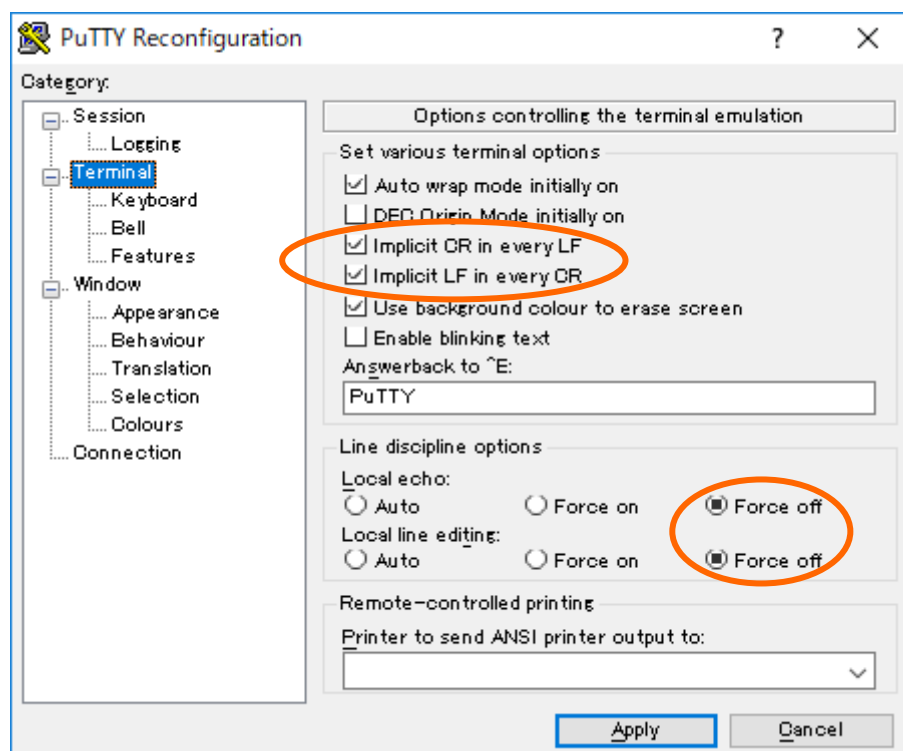 PuTTY Reconfiguration
?
Category:
Session
Logging
Terminal
Keyboard
Bell
Features
Window
Appearance
Behaviour
Translation
Selection
Colours
Connection
Options controlling the terminal emulation
Set various terminal options
Auto wrap mode initially on
DEC Origin Mode initially on
Implicit CR in every LF
Implicit LF in every CR
Use background colour to erase screen
Enable blinking text
Answerback to ^E:
PuTTY
Line discipline options
Local echo:
Auto Force on Force off
Local line editing:
Auto Force on Force off
Remote-controlled printing
Printer to send ANSI printer output to:
Apply Cancel